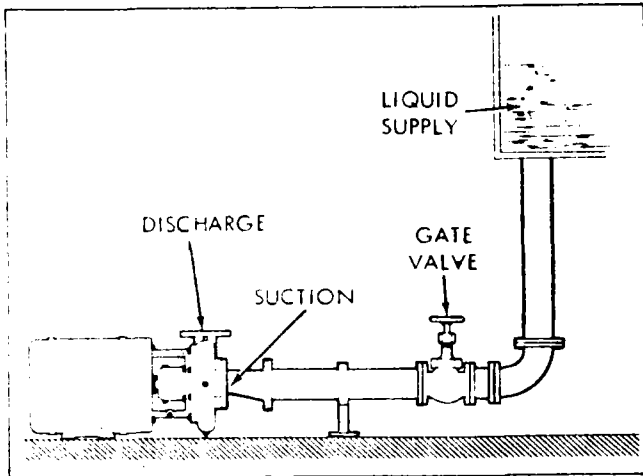 LIQUID
SUPPLY
DISCHARGE
GATE
VALVE
SUCTION